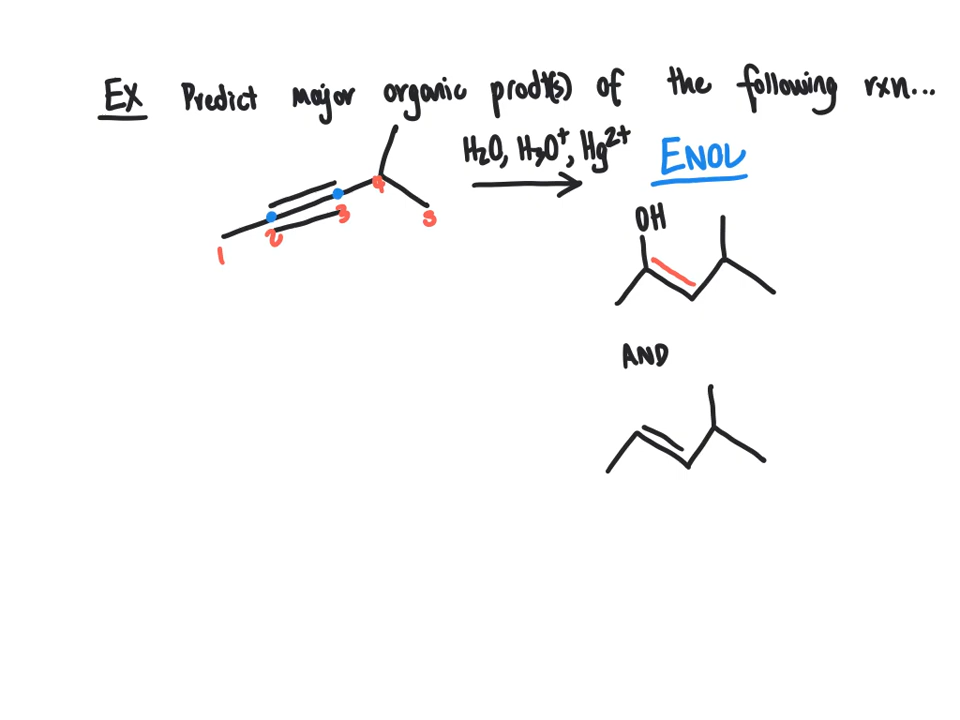 EX Predict major organic prodt(s) of the following rxn...
H₂O, H₃O⁺, Hg²⁺
ENOL
1 2 3 4 5
OH
AND